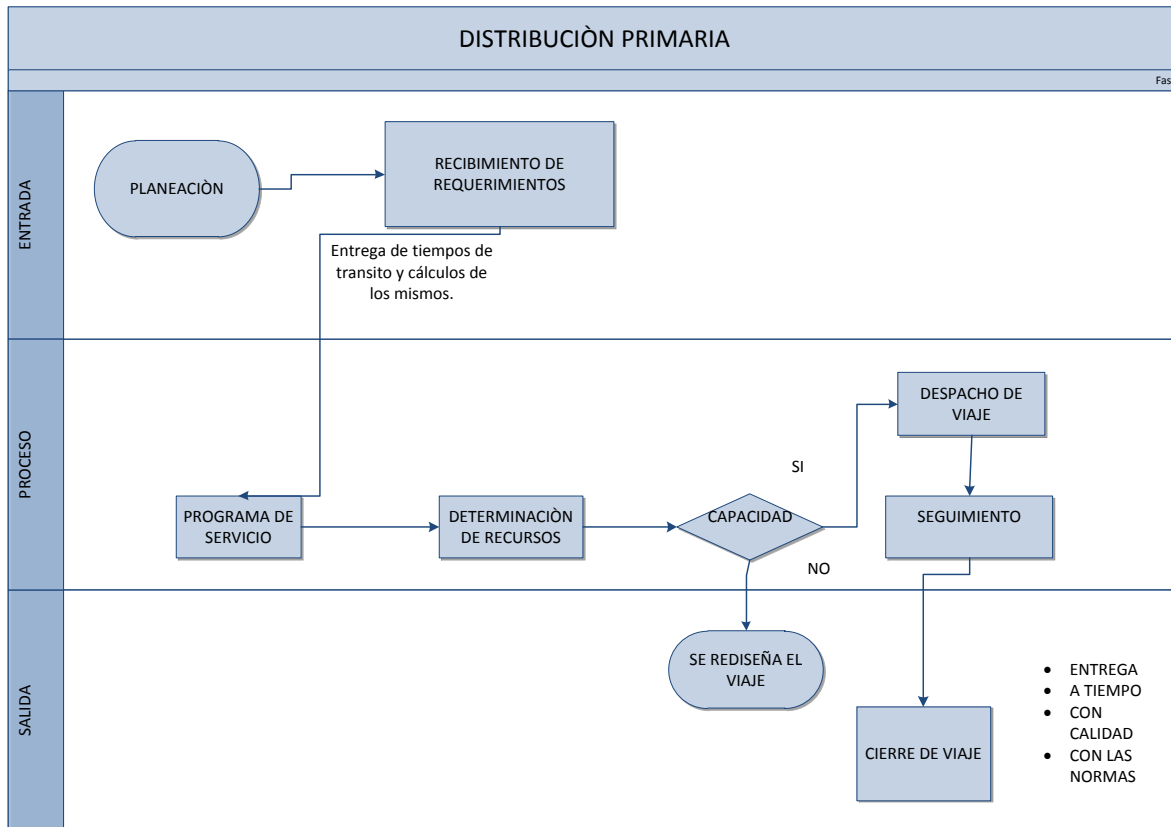 DISTRIBUCIÒN PRIMARIA
Fas
ENTRADA
PLANEACIÒN
RECIBIMIENTO DE
REQUERIMIENTOS
Entrega de tiempos de
transito y cálculos de
los mismos.
PROCESO
PROGRAMA DE
SERVICIO
DETERMINACIÒN
DE RECURSOS
CAPACIDAD
SI
NO
DESPACHO DE
VIAJE
SEGUIMIENTO
SALIDA
SE REDISEÑA EL
VIAJE
CIERRE DE VIAJE
• ENTREGA
• A TIEMPO
• CON
CALIDAD
• CON LAS
NORMAS